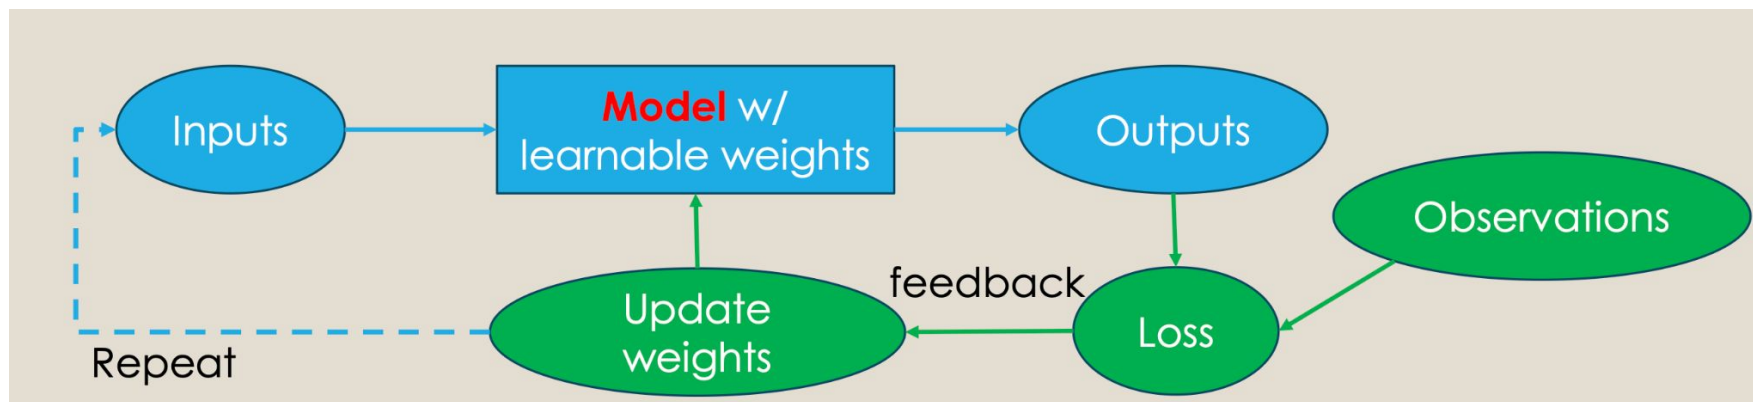 Inputs
Model w/
learnable weights
Outputs
Observations
feedback
Update
weights
Loss
Repeat